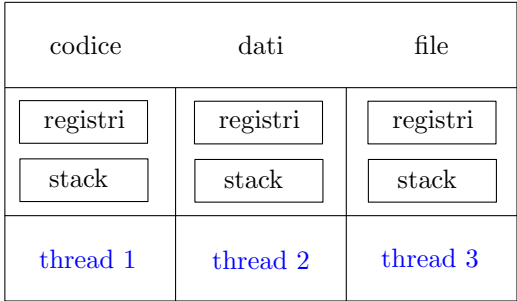 codice dati file
registri registri registri
stack stack stack
thread 1 thread 2 thread 3